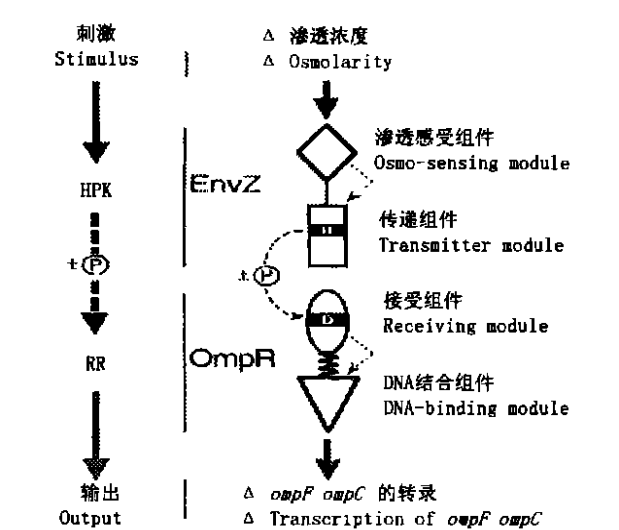 刺激
Stimulus
Δ 渗透浓度
Δ Osmolarity
HPK
EnvZ
渗透感受组件
Osmo-sensing module
H
传递组件
Transmitter module
± P
± P
RR
OmpR
接受组件
Receiving module
D
DNA结合组件
DNA-binding module
输出
Output
Δ ompF ompC 的转录
Δ Transcription of ompF ompC